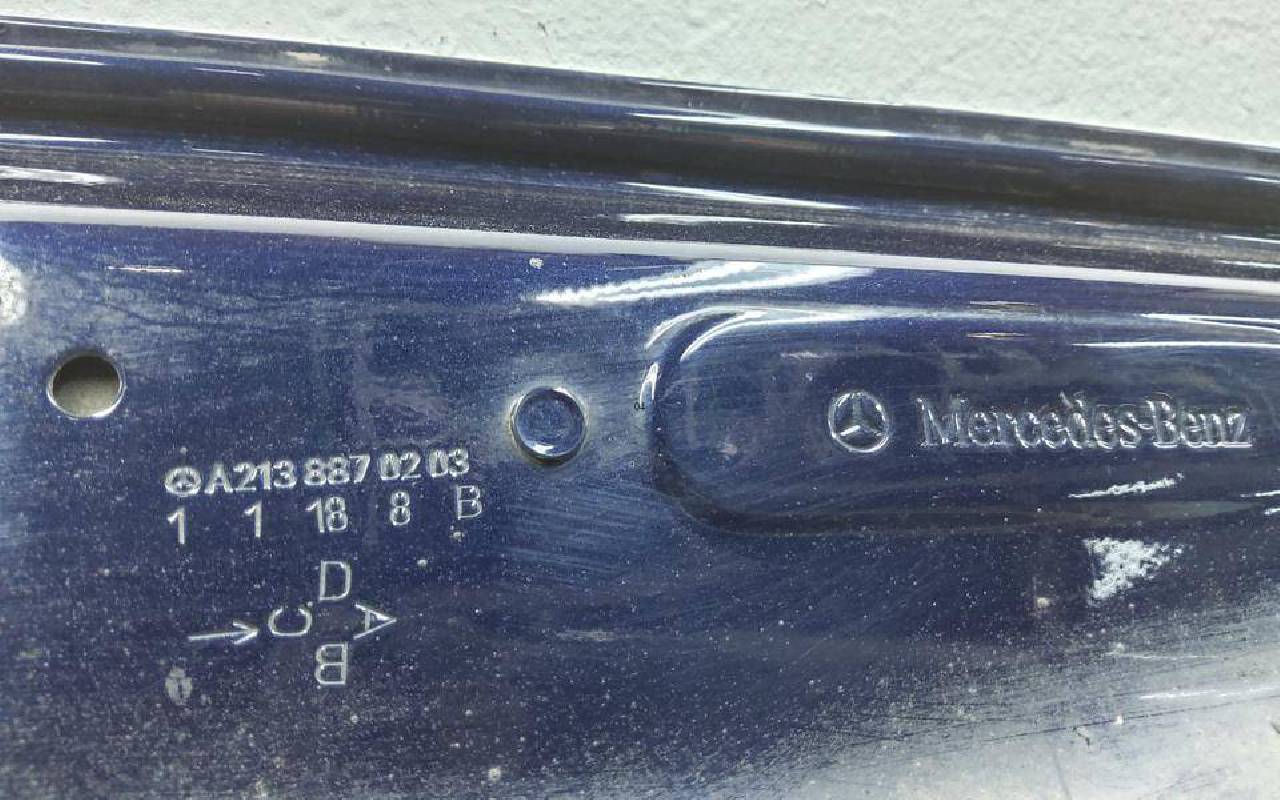 Mercedes-Benz
A213 887 02 03
1 1 18 8 B
D
C A
B